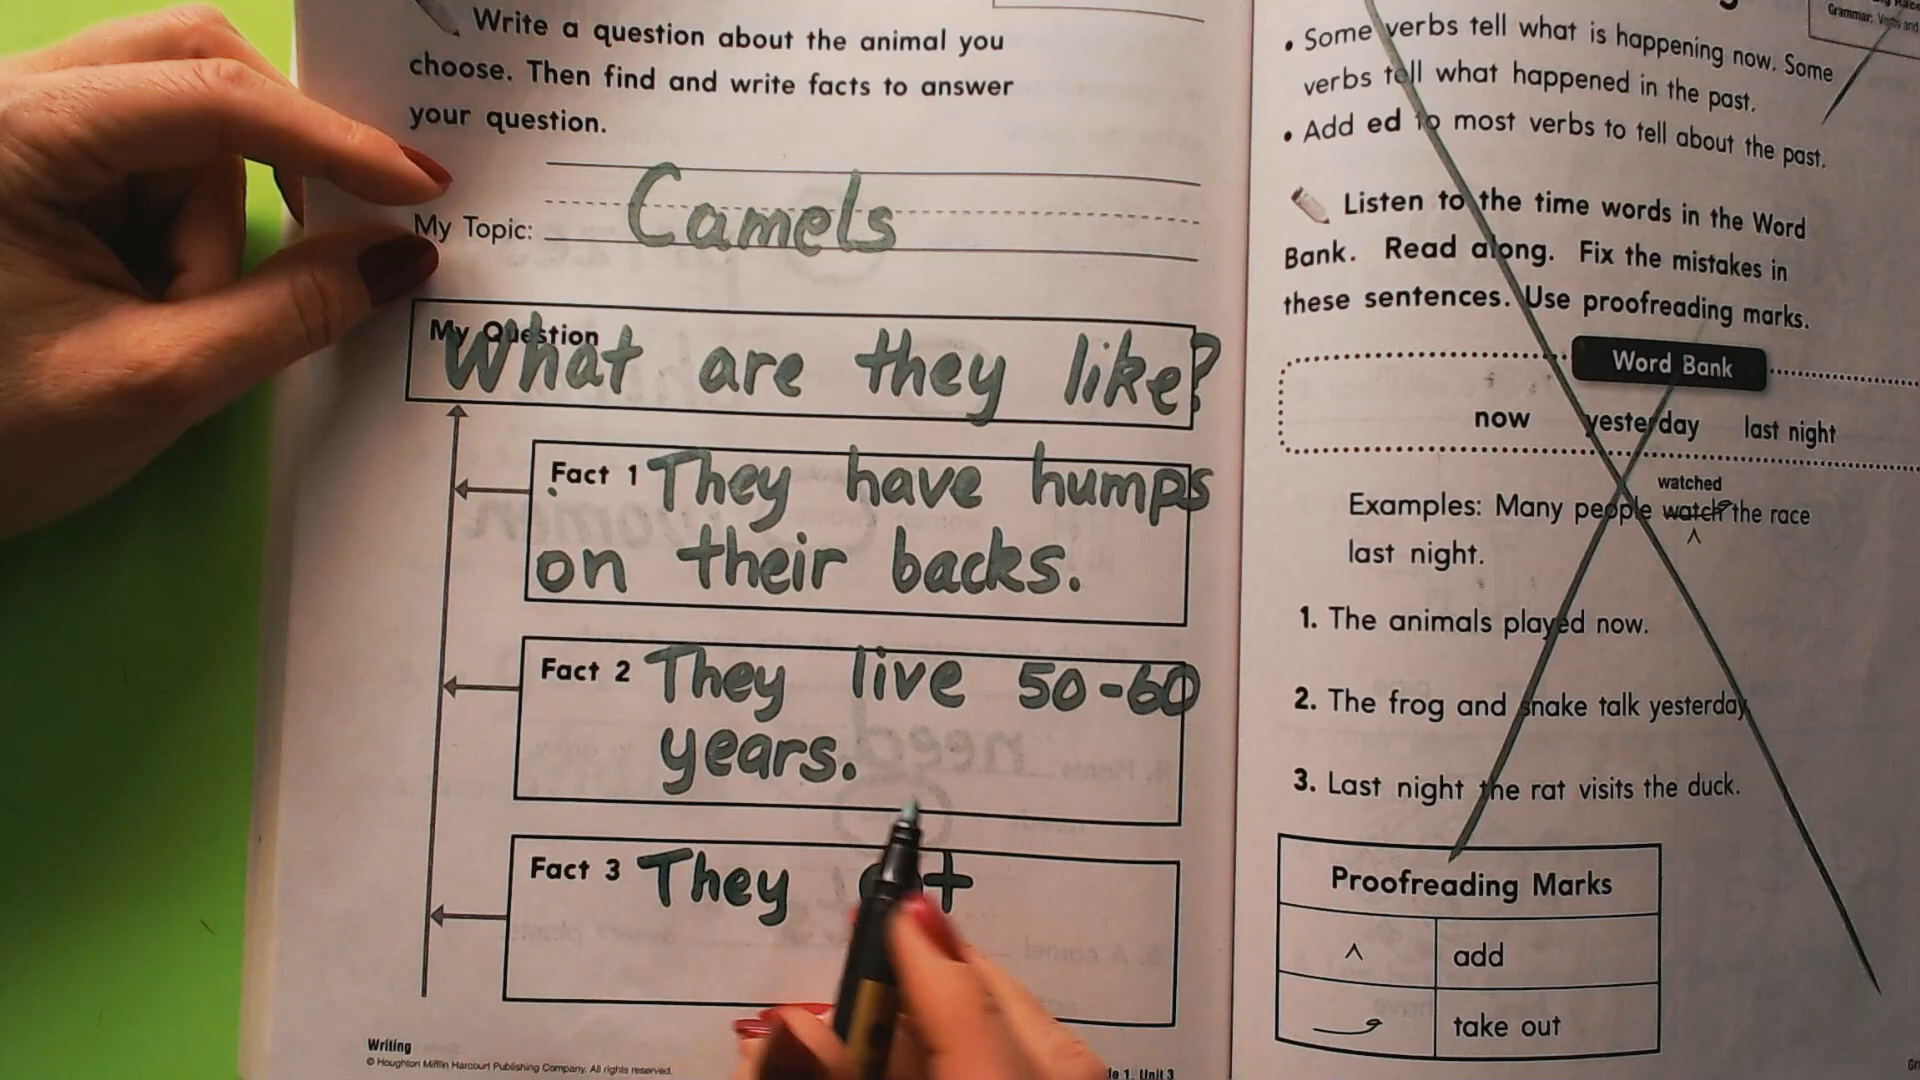 Write a question about the animal you
choose. Then find and write facts to answer
your question.
My Topic: Camels
My Question
What are they like?
Fact 1 They have humps
on their backs.
Fact 2 They live 50-60
years.
Fact 3 They
Writing
© Houghton Mifflin Harcourt Publishing Company. All rights reserved.
1, Unit 3
Grammar: Verbs and
• Some verbs tell what is happening now. Some
verbs tell what happened in the past.
• Add ed to most verbs to tell about the past.
Listen to the time words in the Word
Bank. Read along. Fix the mistakes in
these sentences. Use proofreading marks.
Word Bank
now yesterday last night
watched
Examples: Many people watch the race
last night.
1. The animals played now.
2. The frog and snake talk yesterday
3. Last night the rat visits the duck.
Proofreading Marks
^ add
take out